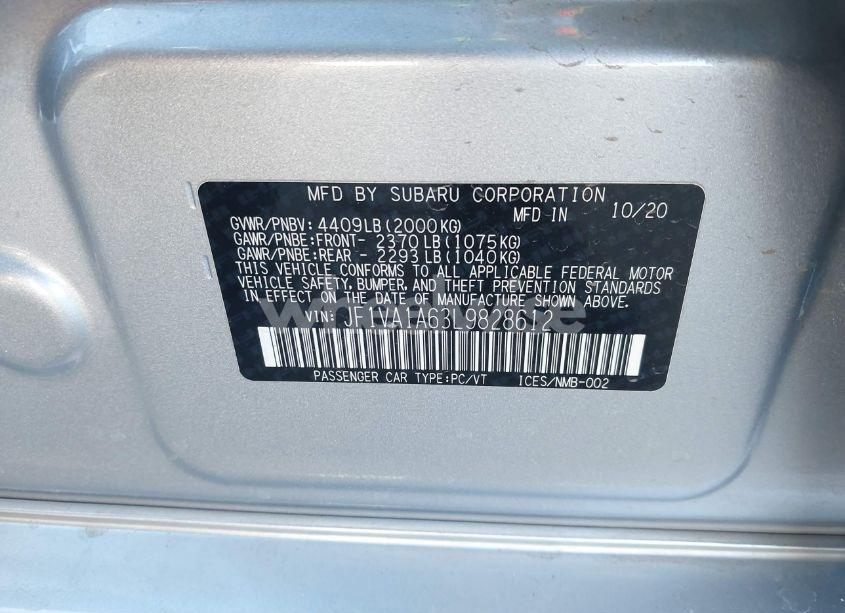 MFD BY SUBARU CORPORATION
MFD IN 10/20
GVWR/PNBV: 4409LB(2000KG)
GAWR/PNBE:FRONT- 2370LB(1075KG)
GAWR/PNBE:REAR - 2293LB(1040KG)
THIS VEHICLE CONFORMS TO ALL APPLICABLE FEDERAL MOTOR
VEHICLE SAFETY, BUMPER, AND THEFT PREVENTION STANDARDS
IN EFFECT ON THE DATE OF MANUFACTURE SHOWN ABOVE.
VIN: JF1VA1A63L9828612
PASSENGER CAR TYPE:PC/VT ICES/NMB-002